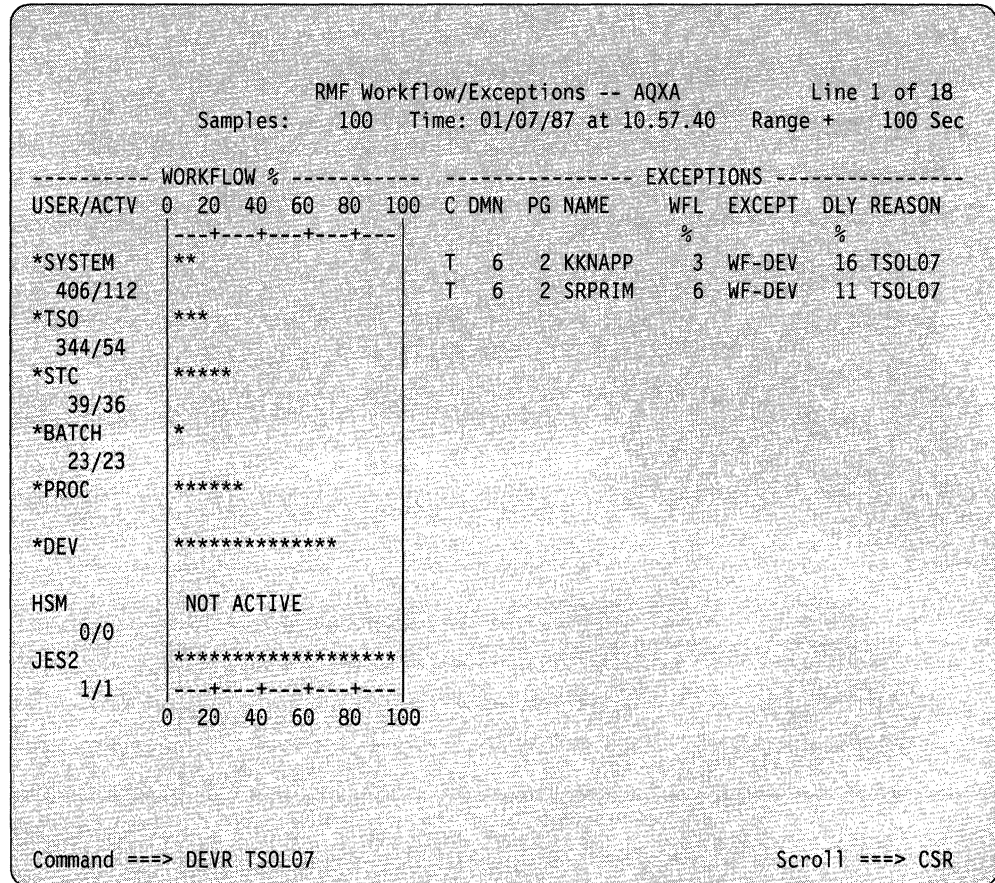 RMF Workflow/Exceptions -- AQXA Line 1 of 18
Samples: 100 Time: 01/07/87 at 10.57.40 Range + 100 Sec
---------- WORKFLOW % ----------- ---------------- EXCEPTIONS ----------------
USER/ACTV 0 20 40 60 80 100 C DMN PG NAME WFL EXCEPT DLY REASON
|---+---+---+---+---| % %
*SYSTEM |** T 6 2 KKNAPP 3 WF-DEV 16 TSOL07
406/112 T 6 2 SRPRIM 6 WF-DEV 11 TSOL07
*TSO |***
344/54
*STC |*****
39/36
*BATCH |*
23/23
*PROC |******
*DEV |**************
HSM | NOT ACTIVE
0/0
JES2 |*******************
1/1 |---+---+---+---+---|
0 20 40 60 80 100
Command ===> DEVR TSOL07 Scroll ===> CSR